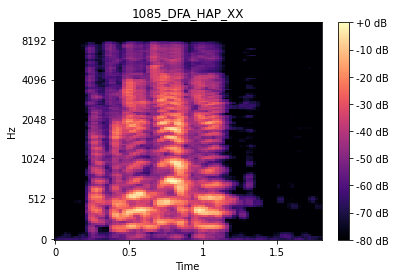 1085_DFA_HAP_XX
Hz
8192
4096
2048
1024
512
0
0
0.5
1
1.5
Time
+0 dB
-10 dB
-20 dB
-30 dB
-40 dB
-50 dB
-60 dB
-70 dB
-80 dB